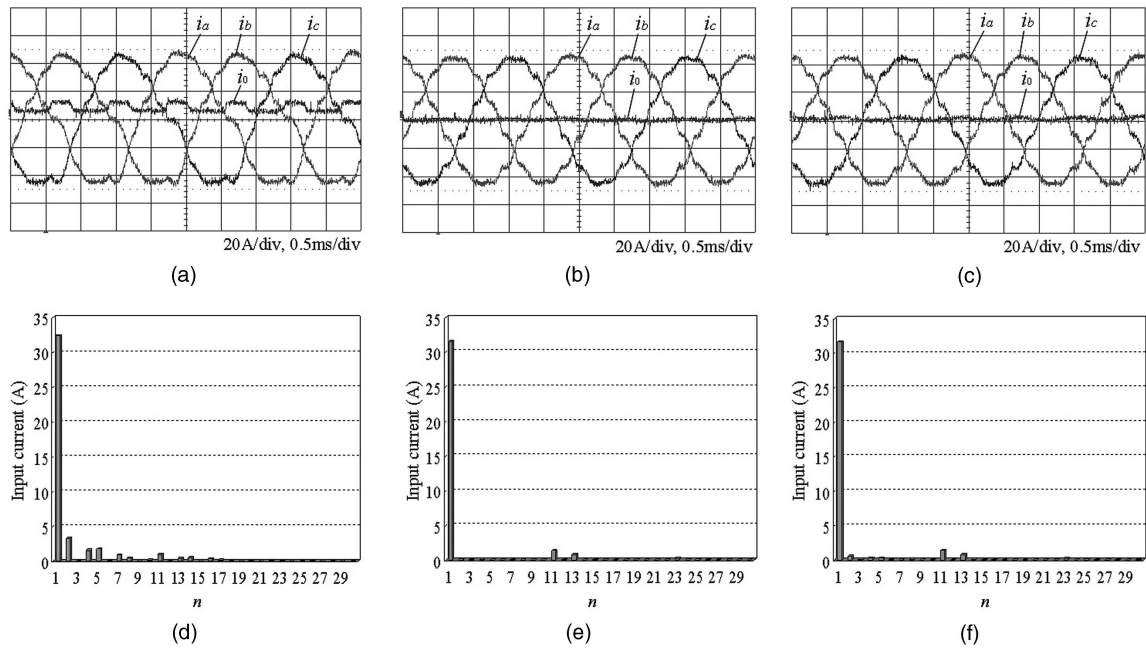 ia ib ic
i0
20A/div, 0.5ms/div
(a)
ia ib ic
i0
20A/div, 0.5ms/div
(b)
ia ib ic
i0
20A/div, 0.5ms/div
(c)
35
30
25
20
15
10
5
0
Input current (A)
1 3 5 7 9 11 13 15 17 19 21 23 25 27 29
n
(d)
35
30
25
20
15
10
5
0
Input current (A)
1 3 5 7 9 11 13 15 17 19 21 23 25 27 29
n
(e)
35
30
25
20
15
10
5
0
Input current (A)
1 3 5 7 9 11 13 15 17 19 21 23 25 27 29
n
(f)